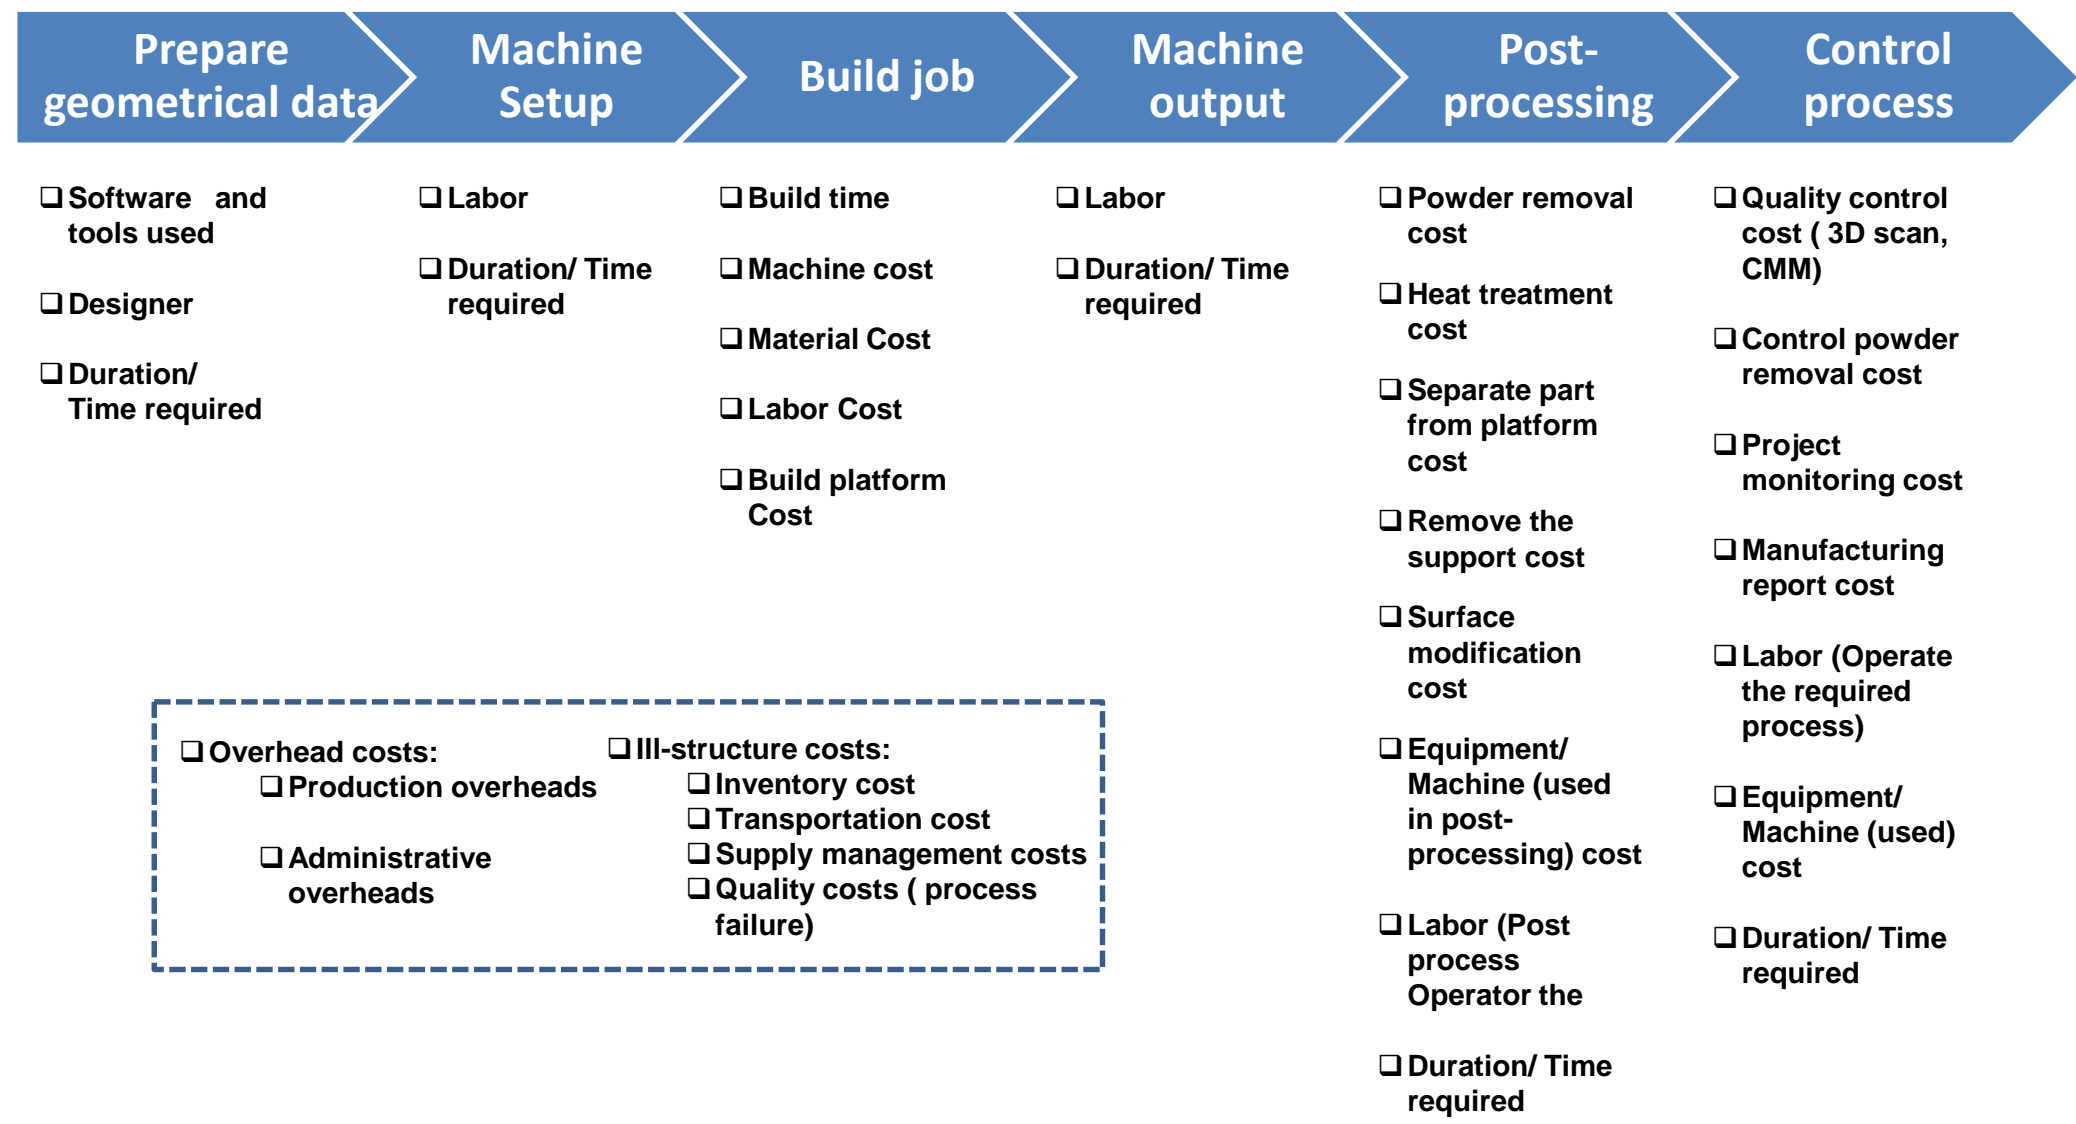 Prepare
geometrical data
Machine
Setup
Build job
Machine
output
Post-
processing
Control
process
Software and
tools used
Designer
Duration/
Time required
Labor
Duration/ Time
required
Build time
Machine cost
Material Cost
Labor Cost
Build platform
Cost
Labor
Duration/ Time
required
Powder removal
cost
Heat treatment
cost
Separate part
from platform
cost
Remove the
support cost
Surface
modification
cost
Equipment/
Machine (used
in post-
processing) cost
Labor (Post
process
Operator the
Duration/ Time
required
Quality control
cost ( 3D scan,
CMM)
Control powder
removal cost
Project
monitoring cost
Manufacturing
report cost
Labor (Operate
the required
process)
Equipment/
Machine (used)
cost
Duration/ Time
required
Overhead costs:
Production overheads
Administrative
overheads
III-structure costs:
Inventory cost
Transportation cost
Supply management costs
Quality costs ( process
failure)